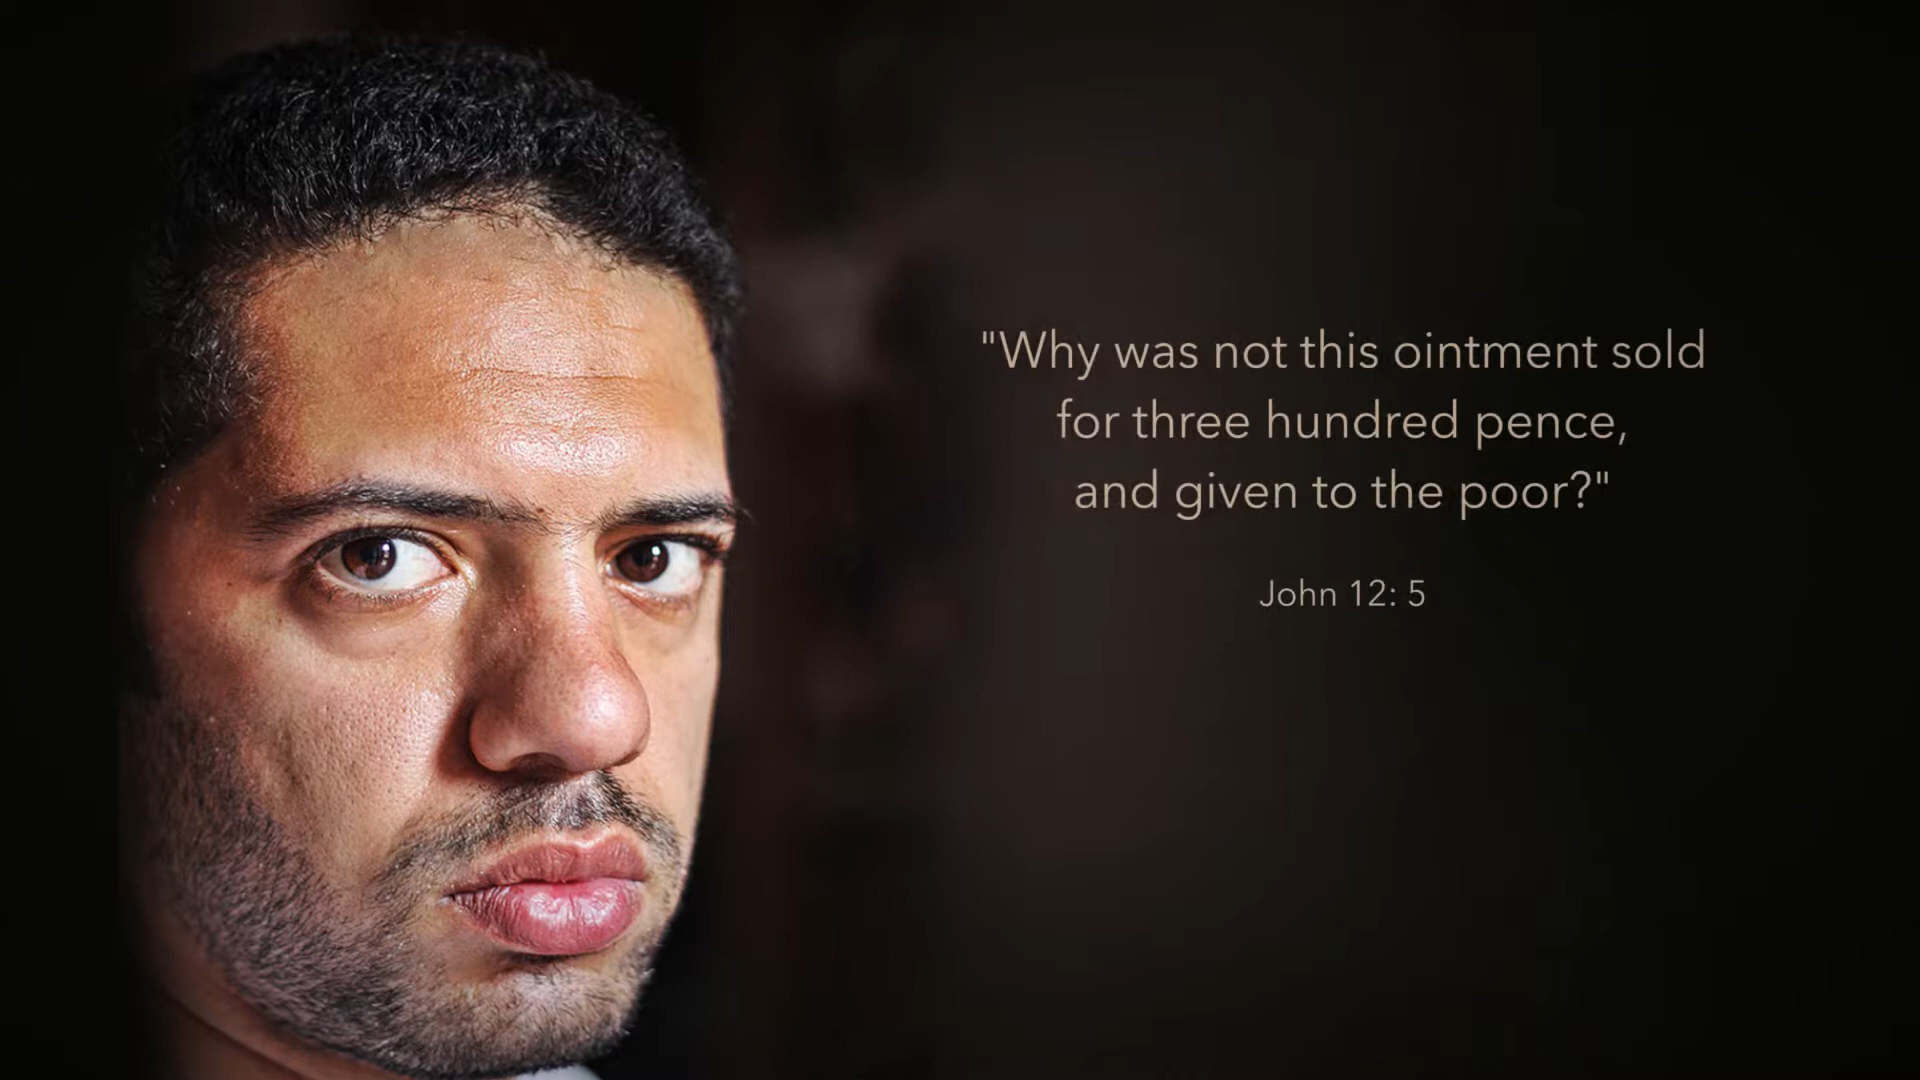 "Why was not this ointment sold
for three hundred pence,
and given to the poor?"
John 12: 5